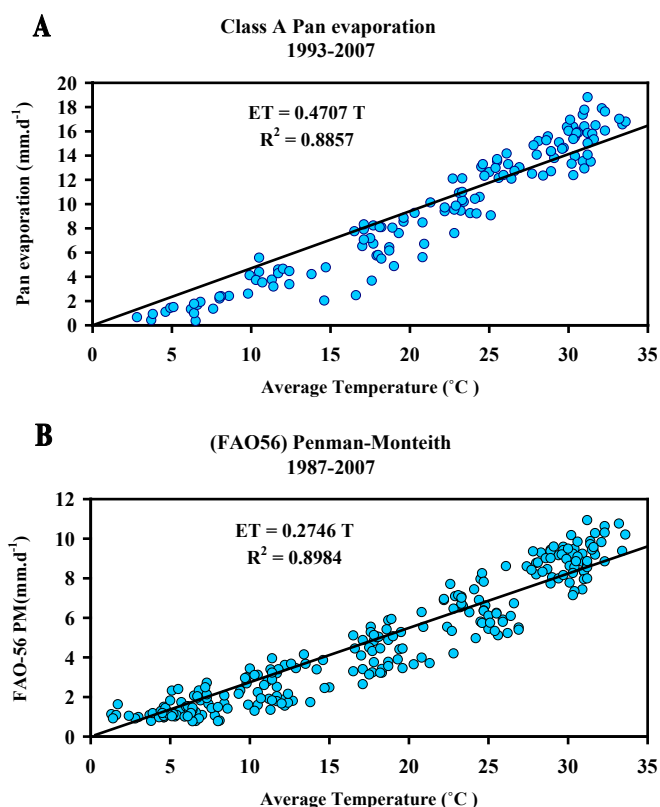 A
Class A Pan evaporation
1993-2007
20
18
16
14
12
10
8
6
4
2
0
ET = 0.4707 T
R² = 0.8857
Pan evaporation (mm.d⁻¹)
0 5 10 15 20 25 30 35
Average Temperature (˚C )
B
(FAO56) Penman-Monteith
1987-2007
12
10
8
6
4
2
0
ET = 0.2746 T
R² = 0.8984
FAO-56 PM(mm.d⁻¹)
0 5 10 15 20 25 30 35
Average Temperature (˚C )